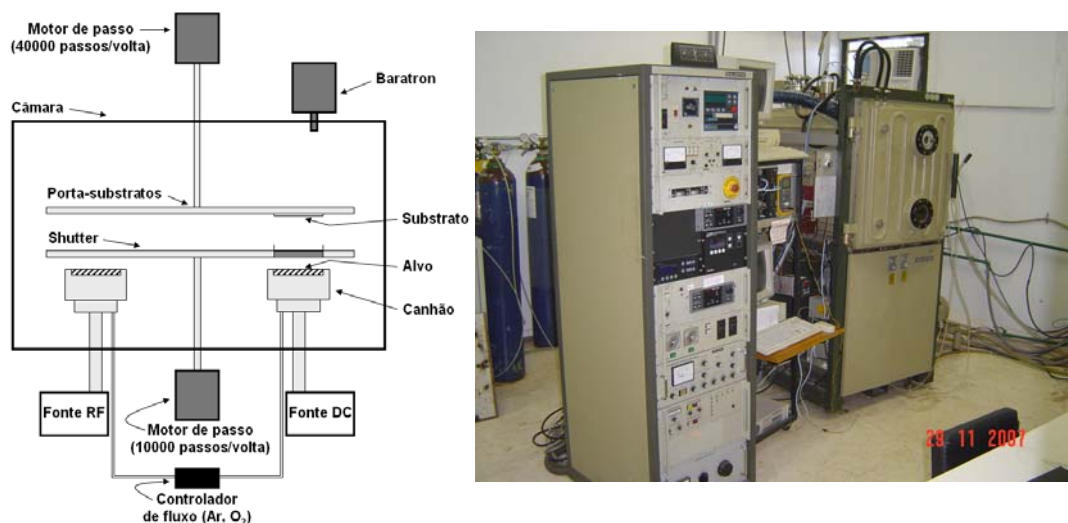 Motor de passo
(40000 passos/volta)
Baratron
Câmara
Porta-substratos
Substrato
Shutter
Alvo
Canhão
Fonte RF
Fonte DC
Motor de passo
(10000 passos/volta)
Controlador
de fluxo (Ar, O₂)
29 11 2007